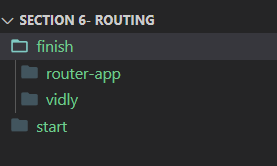 SECTION 6- ROUTING
finish
router-app
vidly
start